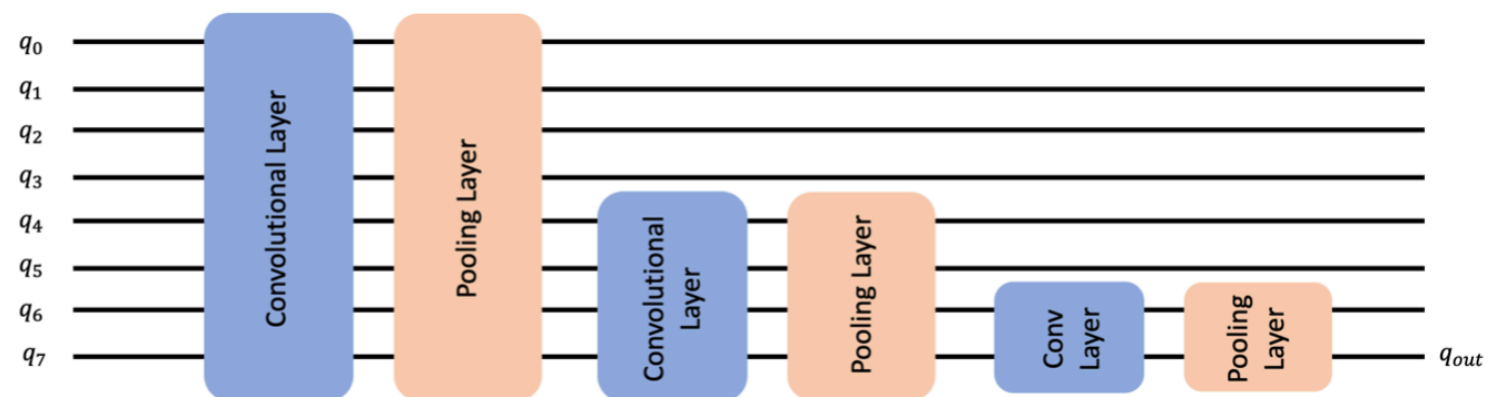 q0
q1
q2
q3
q4
q5
q6
q7
Convolutional Layer
Pooling Layer
Convolutional
Layer
Pooling Layer
Conv
Layer
Pooling
Layer
qout